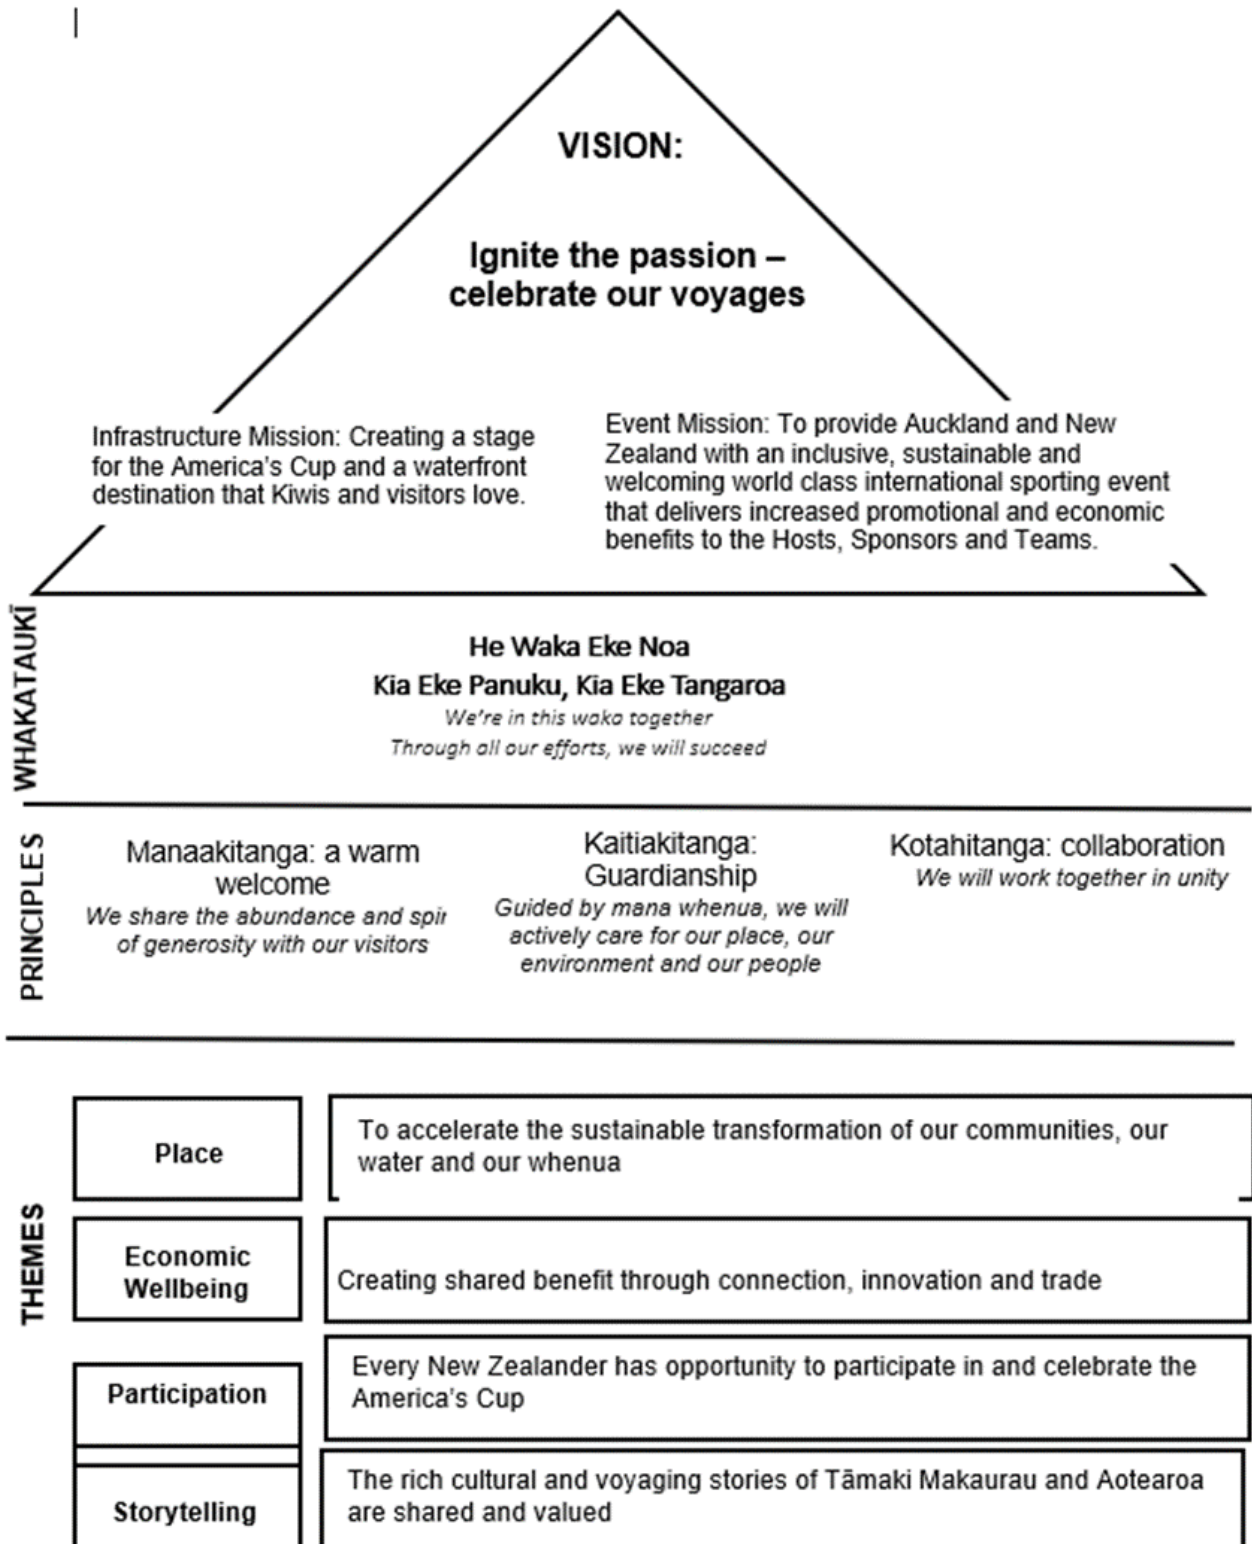 VISION:
Ignite the passion –
celebrate our voyages
Infrastructure Mission: Creating a stage
for the America's Cup and a waterfront
destination that Kiwis and visitors love.
Event Mission: To provide Auckland and New
Zealand with an inclusive, sustainable and
welcoming world class international sporting event
that delivers increased promotional and economic
benefits to the Hosts, Sponsors and Teams.
WHAKATAUKĪ
He Waka Eke Noa
Kia Eke Panuku, Kia Eke Tangaroa
We're in this waka together
Through all our efforts, we will succeed
PRINCIPLES
Manaakitanga: a warm
welcome
We share the abundance and spir
of generosity with our visitors
Kaitiakitanga:
Guardianship
Guided by mana whenua, we will
actively care for our place, our
environment and our people
Kotahitanga: collaboration
We will work together in unity
THEMES
Place
To accelerate the sustainable transformation of our communities, our
water and our whenua
Economic
Wellbeing
Creating shared benefit through connection, innovation and trade
Participation
Every New Zealander has opportunity to participate in and celebrate the
America's Cup
Storytelling
The rich cultural and voyaging stories of Tāmaki Makaurau and Aotearoa
are shared and valued